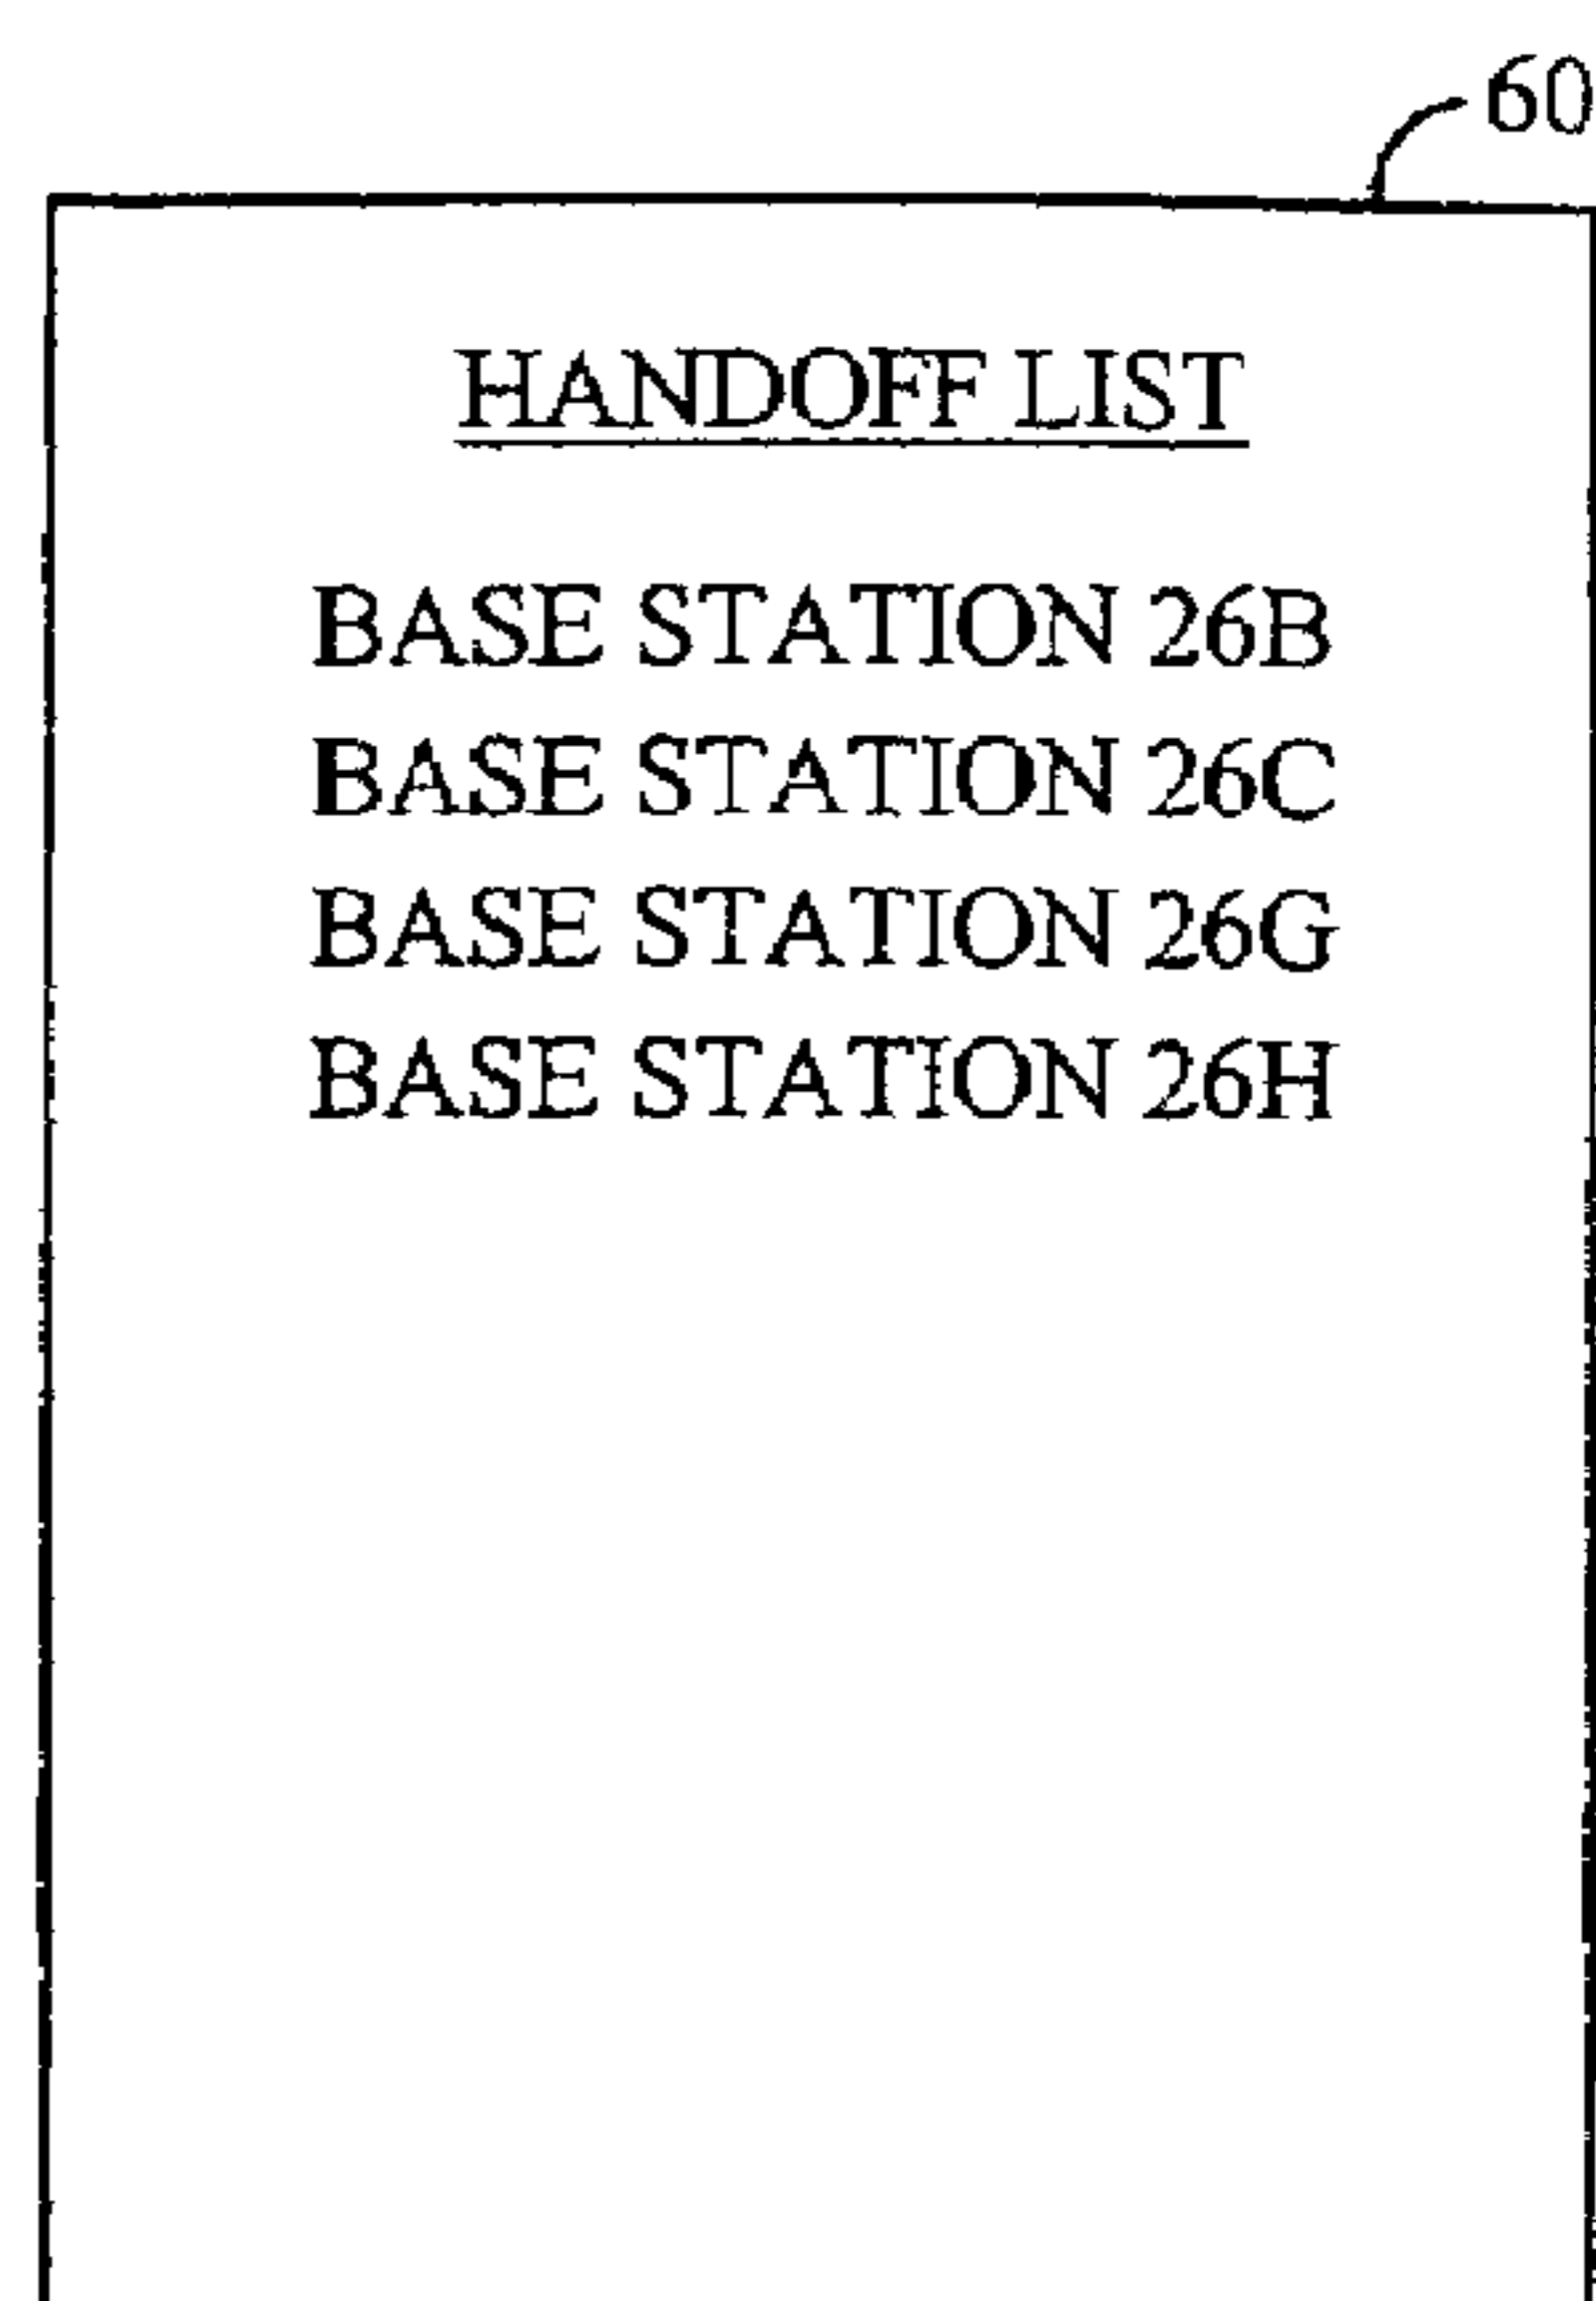 60
HANDOFF LIST
BASE STATION 26B
BASE STATION 26C
BASE STATION 26G
BASE STATION 26H